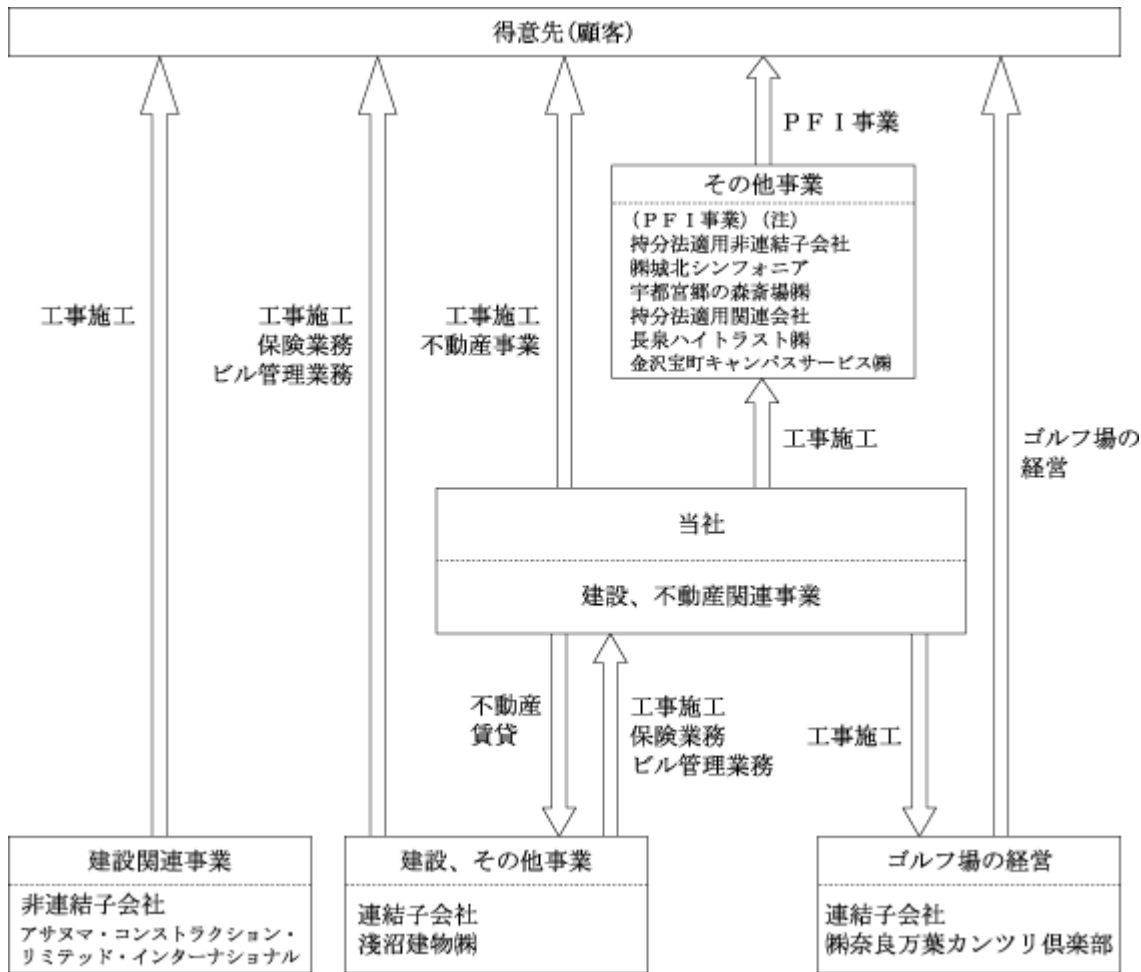 得意先(顧客)
ＰＦＩ事業
その他事業
(ＰＦＩ事業)(注)
持分法適用非連結子会社
㈱城北シンフォニア
宇都宮郷の森斎場㈱
持分法適用関連会社
長泉ハイトラスト㈱
金沢宝町キャンパスサービス㈱
工事施工
工事施工
保険業務
ビル管理業務
工事施工
不動産事業
工事施工
ゴルフ場の
経営
当社
建設、不動産関連事業
不動産
賃貸
工事施工
保険業務
ビル管理業務
工事施工
建設関連事業
非連結子会社
アサヌマ・コンストラクション・
リミテッド・インターナショナル
建設、その他事業
連結子会社
淺沼建物㈱
ゴルフ場の経営
連結子会社
㈱奈良万葉カンツリ倶楽部